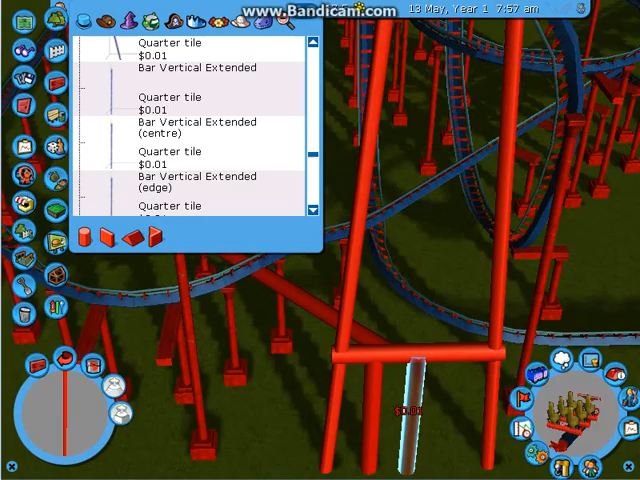 www.Bandicam.com
13 May, Year 1 7:57 am
Quarter tile
$0.01
Bar Vertical Extended
Quarter tile
$0.01
Bar Vertical Extended
(centre)
Quarter tile
$0.01
Bar Vertical Extended
(edge)
Quarter tile
$0.01